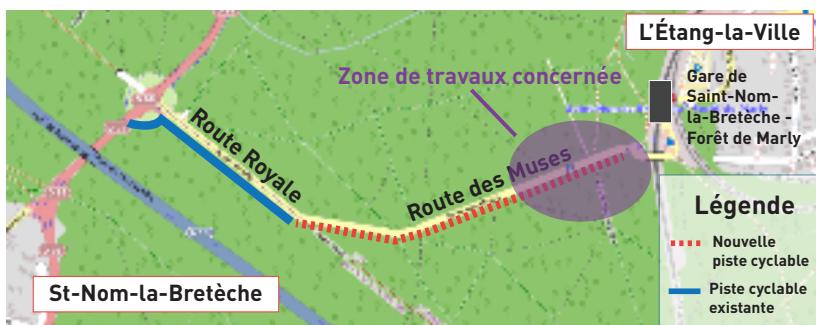 L'Étang-la-Ville
Zone de travaux concernée
Gare de
Saint-Nom-
la-Bretèche -
Forêt de Marly
Route Royale
Route des Muses
Légende
Nouvelle
piste cyclable
Piste cyclable
existante
St-Nom-la-Bretèche